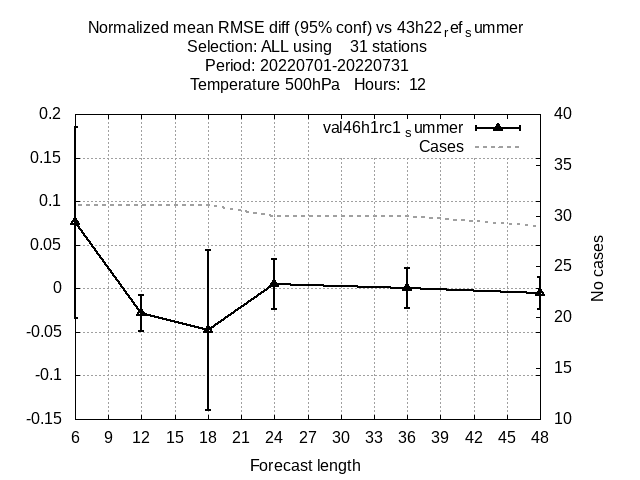 Normalized mean RMSE diff (95% conf) vs 43h22refsummer
Selection: ALL using    31 stations
Period: 20220701-20220731
Temperature 500hPa   Hours:  12
0.2
0.15
0.1
0.05
0
-0.05
-0.1
-0.15
40
35
30
25
20
15
10
val46h1rc1summer
Cases
No cases
6 9 12 15 18 21 24 27 30 33 36 39 42 45 48
Forecast length